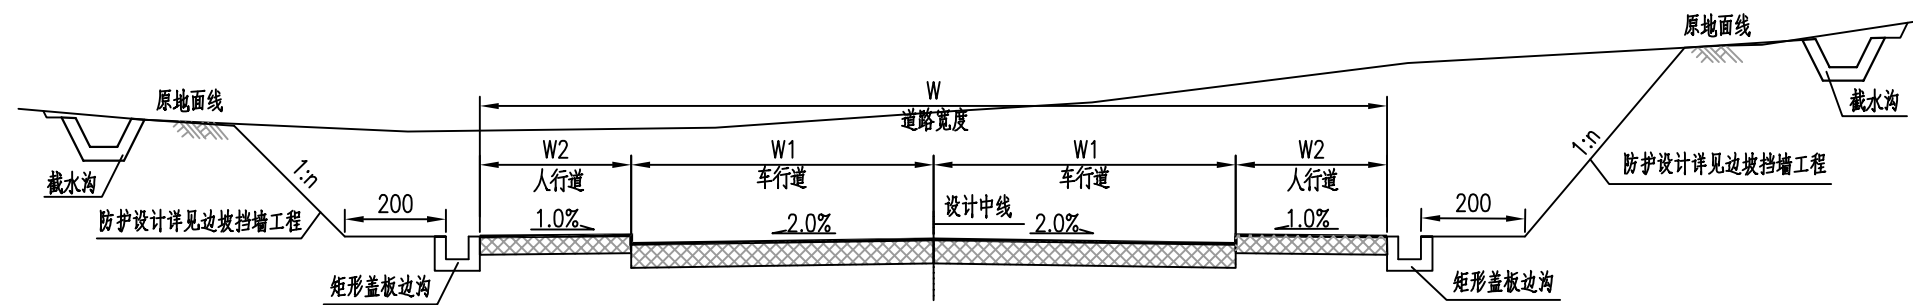 原地面线
原地面线
W
道路宽度
截水沟
W2
W1
W1
W2
人行道
车行道
车行道
人行道
1:n
1:n
防护设计详见边坡挡墙工程
截水沟
200
设计中线
200
防护设计详见边坡挡墙工程
1.0%
2.0%
2.0%
1.0%
矩形盖板边沟
矩形盖板边沟